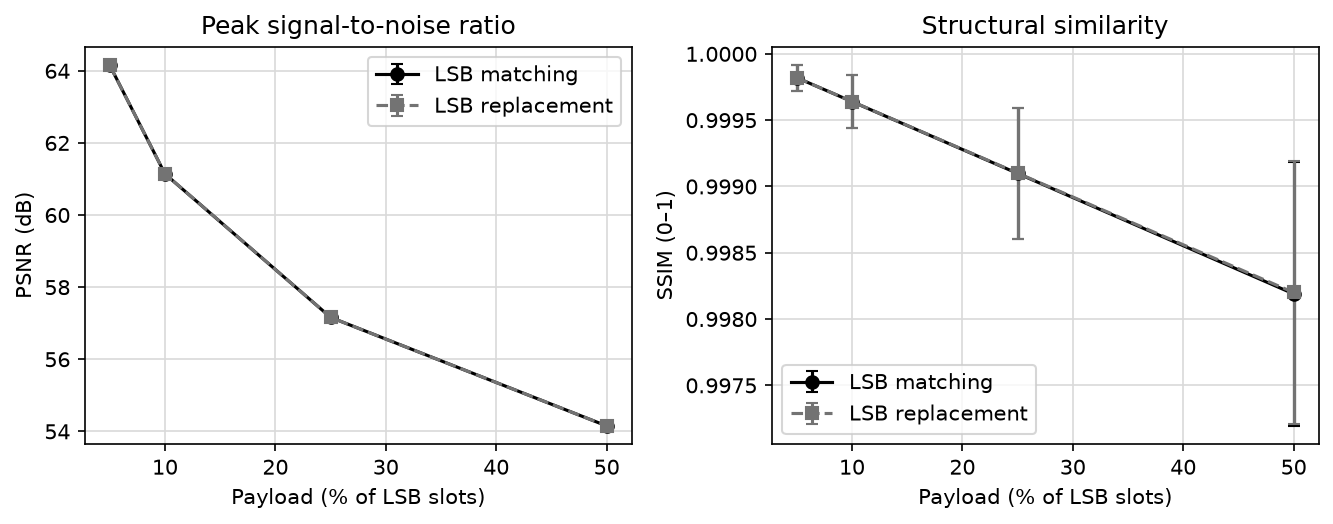 Peak signal-to-noise ratio
64
62
60
58
56
54
PSNR (dB)
LSB matching
LSB replacement
10
20
30
40
50
Payload (% of LSB slots)
Structural similarity
1.0000
0.9995
0.9990
0.9985
0.9980
0.9975
SSIM (0–1)
LSB matching
LSB replacement
10
20
30
40
50
Payload (% of LSB slots)